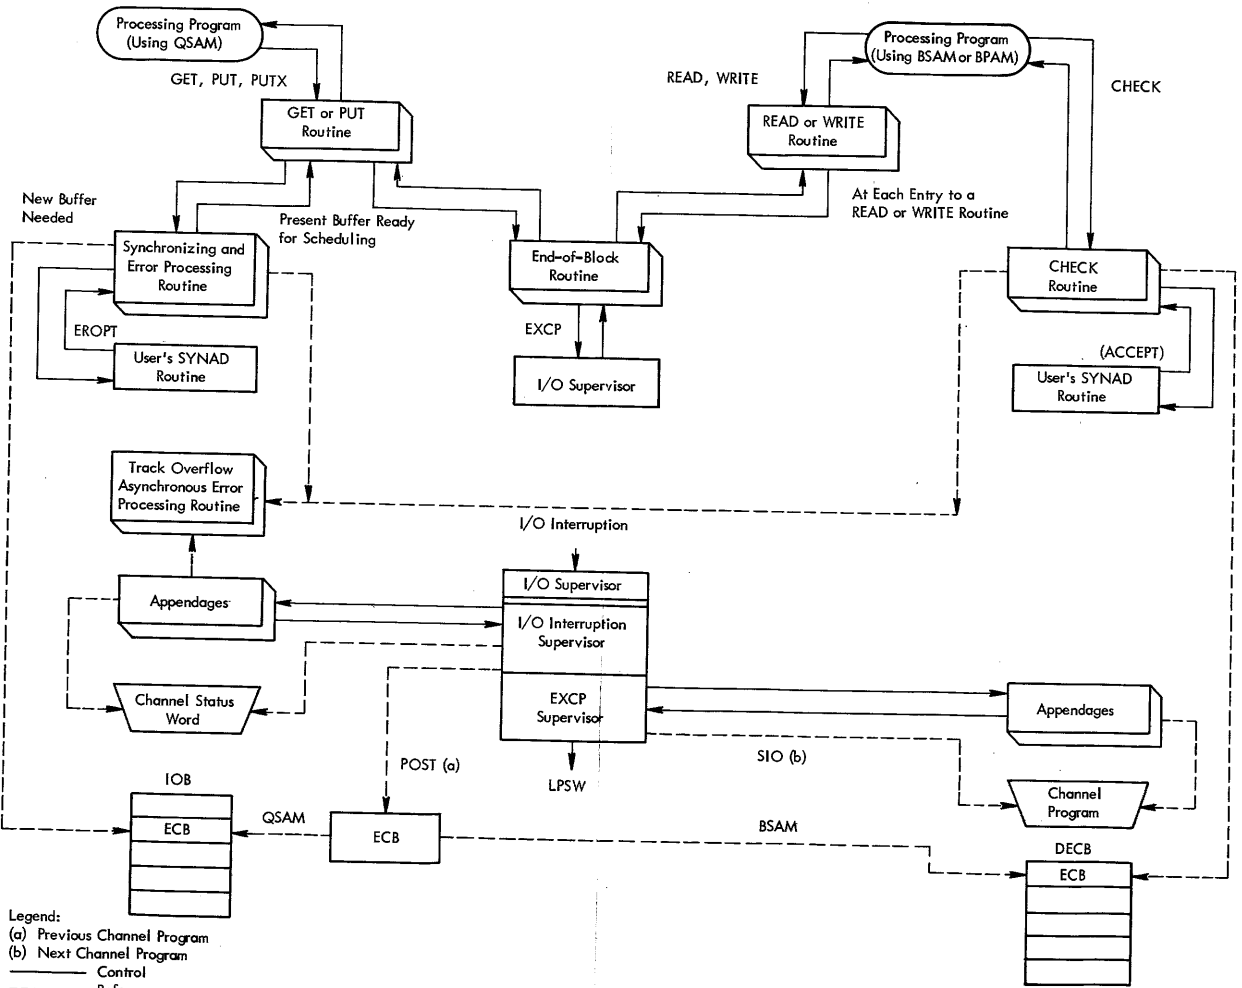 Processing Program
(Using QSAM)
GET, PUT, PUTX
GET or PUT
Routine
New Buffer
Needed
Present Buffer Ready
for Scheduling
Synchronizing and
Error Processing
Routine
EROPT
User's SYNAD
Routine
End-of-Block
Routine
EXCP
I/O Supervisor
Processing Program
(Using BSAM or BPAM)
READ, WRITE
CHECK
READ or WRITE
Routine
At Each Entry to a
READ or WRITE Routine
CHECK
Routine
(ACCEPT)
User's SYNAD
Routine
Track Overflow
Asynchronous Error
Processing Routine
I/O Interruption
Appendages
I/O Supervisor
I/O Interruption
Supervisor
EXCP
Supervisor
LPSW
Channel Status
Word
POST (a)
SIO (b)
Appendages
Channel
Program
IOB
ECB
QSAM
ECB
BSAM
DECB
ECB
Legend:
(a) Previous Channel Program
(b) Next Channel Program
Control